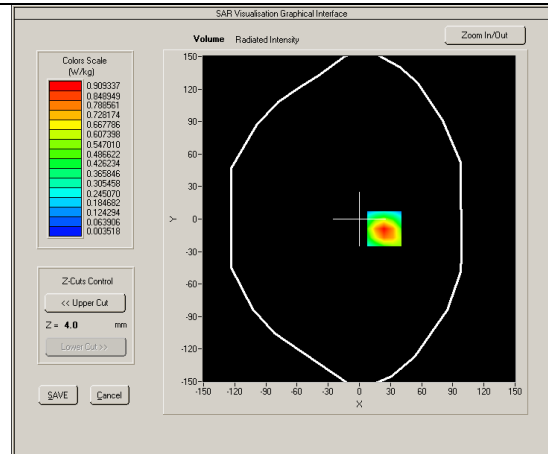 SAR Visualisation Graphical Interface
Volume Radiated Intensity
Zoom In/Out
Colors Scale
(W/kg)
0.909337
0.848949
0.788561
0.728174
0.667786
0.607398
0.547010
0.486622
0.426234
0.365846
0.305458
0.245070
0.184682
0.124294
0.063906
0.003518
Z-Cuts Control
<< Upper Cut
Z = 4.0 mm
Lower Cut >>
SAVE Cancel
150
120
90
60
30
0
-30
-60
-90
-120
-150
Y
-150 -120 -90 -60 -30 0 30 60 90 120 150
X